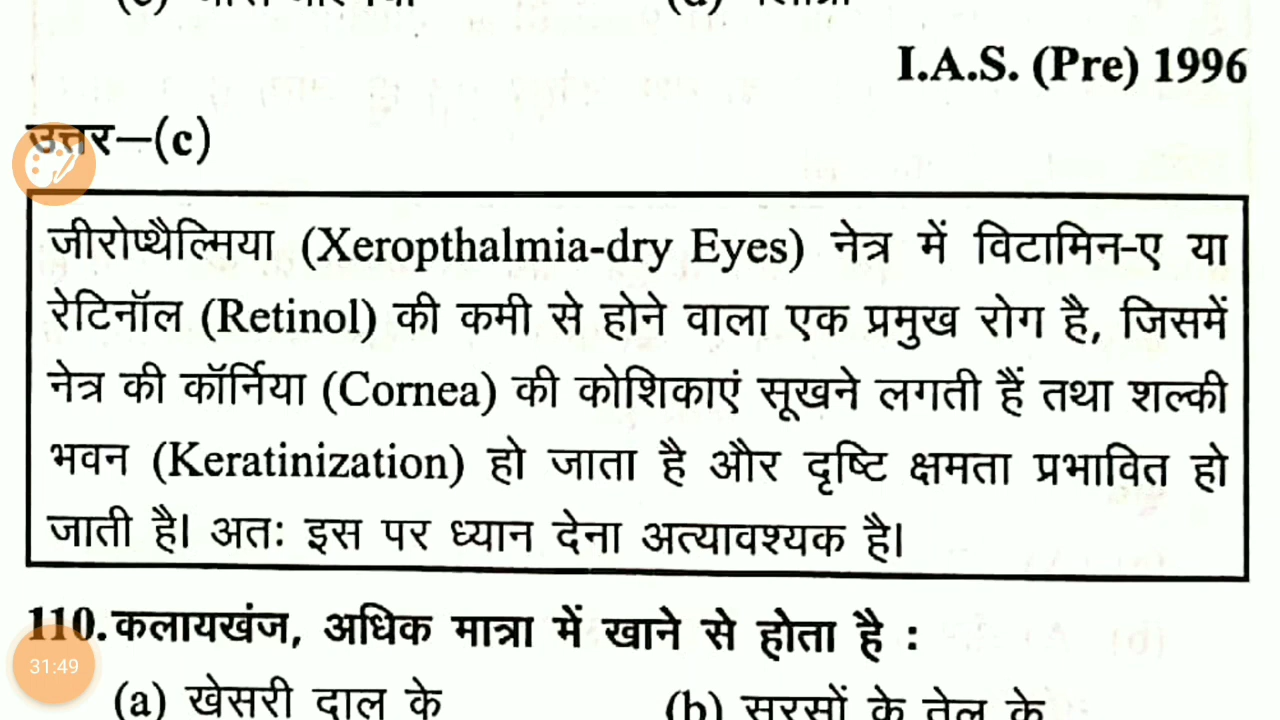 I.A.S. (Pre) 1996
उत्तर–(c)
जीरोप्थैल्मिया (Xeropthalmia-dry Eyes) नेत्र में विटामिन-ए या
रेटिनॉल (Retinol) की कमी से होने वाला एक प्रमुख रोग है, जिसमें
नेत्र की कॉर्निया (Cornea) की कोशिकाएं सूखने लगती हैं तथा शल्की
भवन (Keratinization) हो जाता है और दृष्टि क्षमता प्रभावित हो
जाती है। अतः इस पर ध्यान देना अत्यावश्यक है।
110. कलायखंज, अधिक मात्रा में खाने से होता है :
31:49
(a) खेसरी दाल के (b) सरसों के तेल के